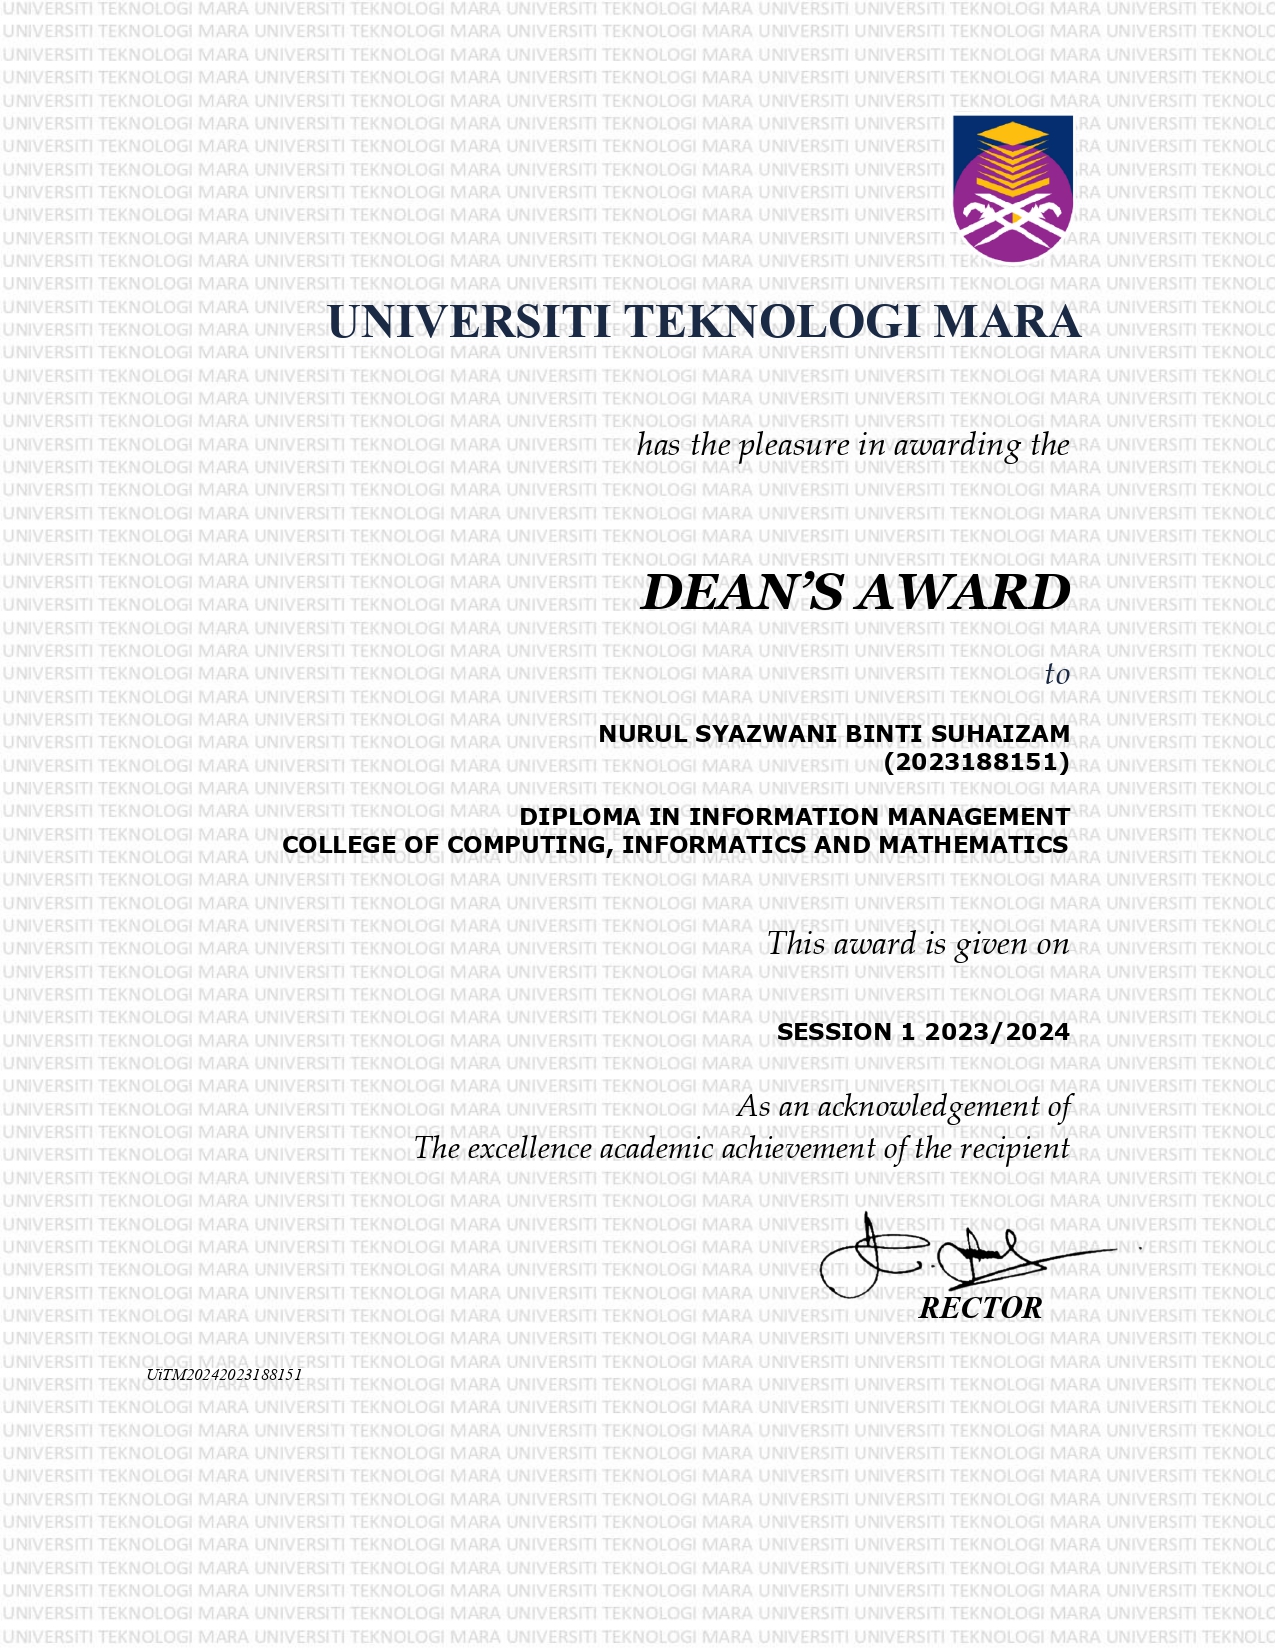 UNIVERSITI TEKNOLOGI MARA
has the pleasure in awarding the
DEAN’S AWARD
to
NURUL SYAZWANI BINTI SUHAIZAM
(2023188151)
DIPLOMA IN INFORMATION MANAGEMENT
COLLEGE OF COMPUTING, INFORMATICS AND MATHEMATICS
This award is given on
SESSION 1 2023/2024
As an acknowledgement of
The excellence academic achievement of the recipient
RECTOR
UiTM20242023188151